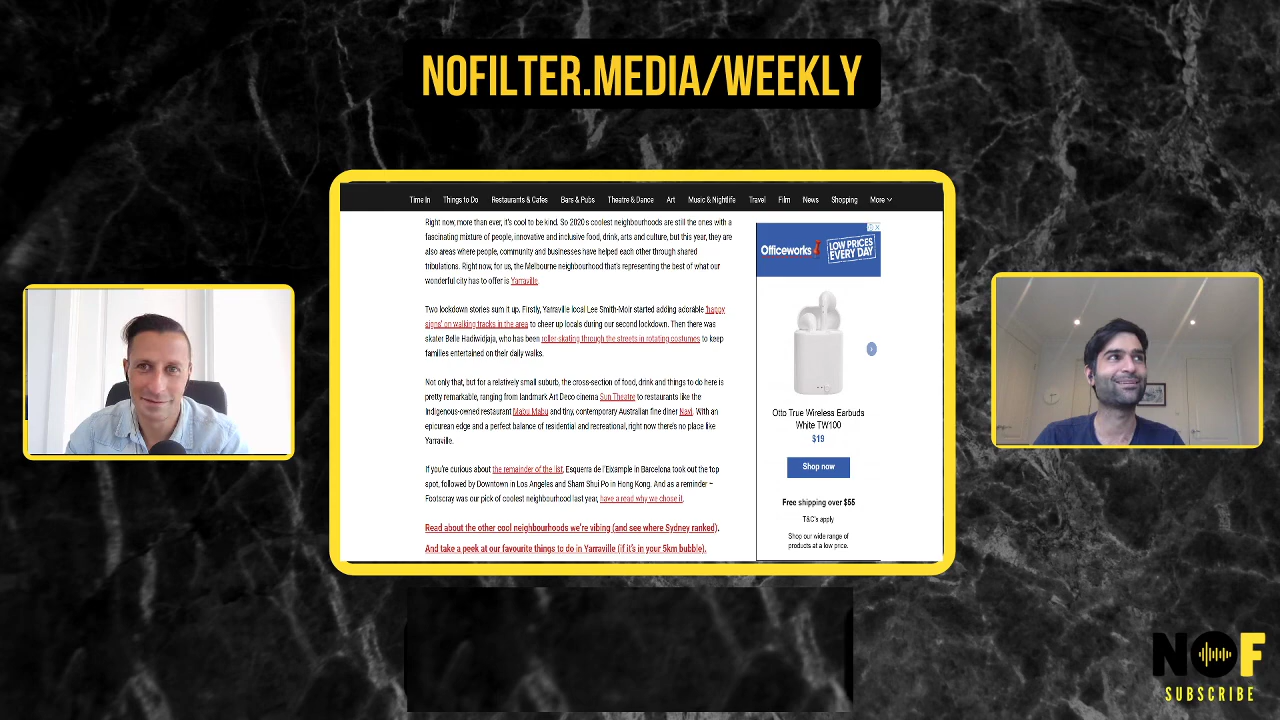 NOFILTER.MEDIA/WEEKLY
Time In Things to Do Restaurants & Cafes Bars & Pubs Theatre & Dance Art Music & Nightlife Travel Film News Shopping More
Right now, more than ever, it's cool to be kind. So 2020's coolest neighbourhoods are still the ones with a
fascinating mixture of people, innovative and inclusive food, drink, arts and culture, but this year, they are
also areas where people, community and businesses have helped each other through shared
tribulations. Right now, for us, the Melbourne neighbourhood that's representing the best of what our
wonderful city has to offer is Yarraville.
Two lockdown stories sum it up. Firstly, Yarraville local Lee Smith-Moir started adding adorable 'happy
signs' on walking tracks in the area to cheer up locals during our second lockdown. Then there was
skater Belle Hadiwidjaja, who has been roller-skating through the streets in rotating costumes to keep
families entertained on their daily walks.
Not only that, but for a relatively small suburb, the cross-section of food, drink and things to do here is
pretty remarkable, ranging from landmark Art Deco cinema Sun Theatre to restaurants like the
Indigenous-owned restaurant Mabu Mabu and tiny, contemporary Australian fine diner Navi. With an
epicurean edge and a perfect balance of residential and recreational, right now there's no place like
Yarraville.
If you're curious about the remainder of the list, Esquerra de l'Eixample in Barcelona took out the top
spot, followed by Downtown in Los Angeles and Sham Shui Po in Hong Kong. And as a reminder –
Footscray was our pick of coolest neighbourhood last year, have a read why we chose it.
Read about the other cool neighbourhoods we're vibing (and see where Sydney ranked).
And take a peek at our favourite things to do in Yarraville (if it's in your 5km bubble).
Officeworks
LOW PRICES
EVERY DAY
Otto True Wireless Earbuds
White TW100
$19
Shop now
Free shipping over $55
T&C's apply
Shop our wide range of
products at a low price.
NOF
SUBSCRIBE